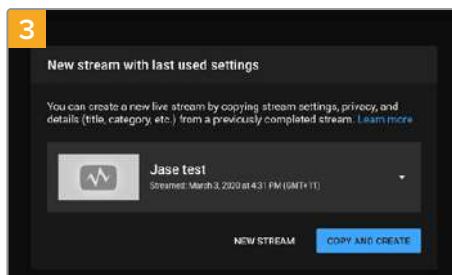 3
New stream with last used settings
You can create a new live stream by copying stream settings, privacy, and
details (title, category, etc.) from a previously completed stream. Learn more
Jase test
Streamed: March 3, 2020 at 4:31 PM (GMT+11)
NEW STREAM COPY AND CREATE